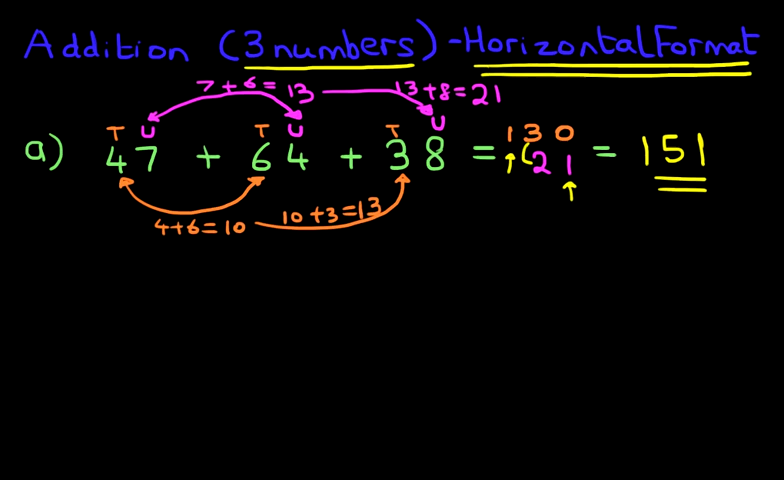 Addition (3 numbers) - Horizontal Format
7 + 6 = 13 13 + 8 = 21
T U T U T U
a) 47 + 64 + 38 = 130 = 151
21
4 + 6 = 10 10 + 3 = 13